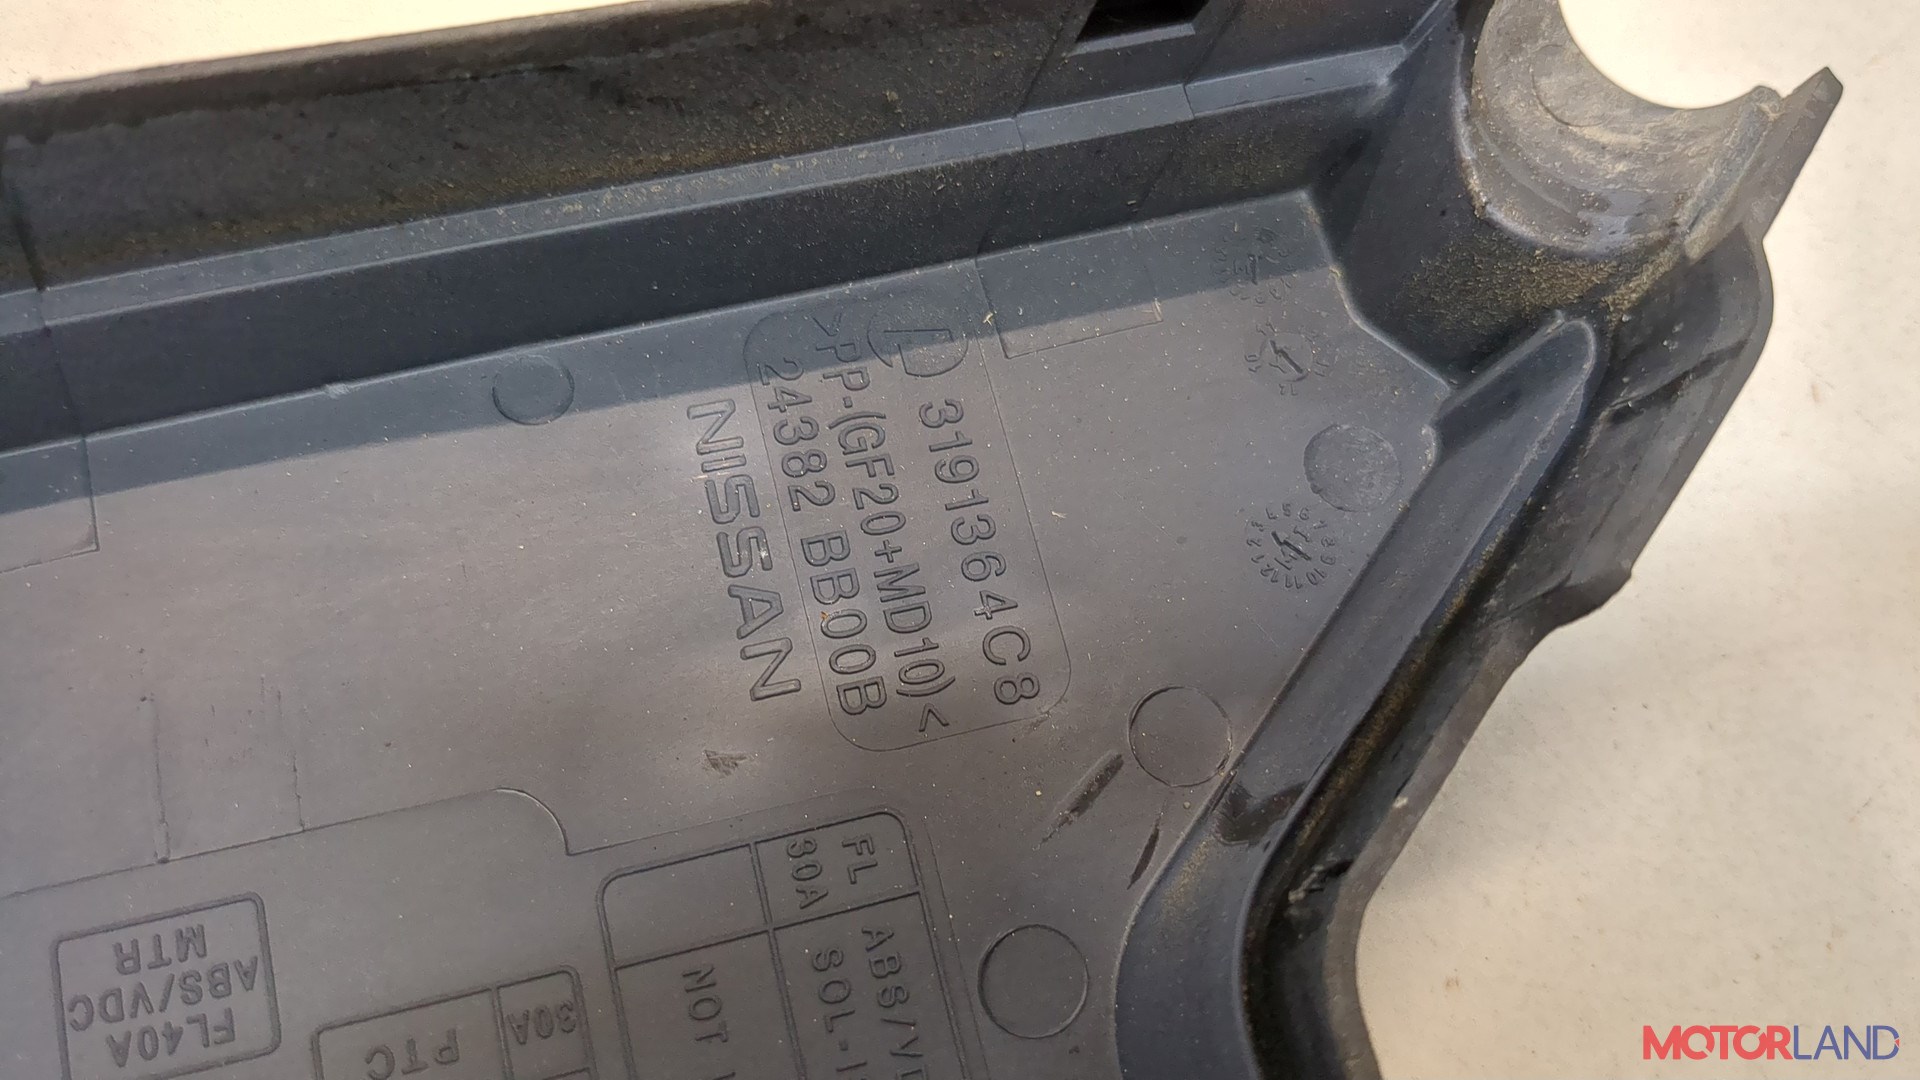 3191364C8
>PP-(GF20+MD10)<
24382 BB00B
NISSAN
FL
30A
ABS/V
SOL-
NOT
FL40A
ABS/VDC
MTR
30A
PTC
MOTORLAND